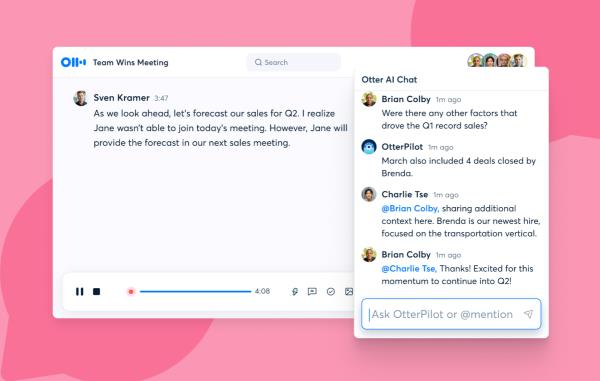 Team Wins Meeting
Search
Sven Kramer 3:47
As we look ahead, let's forecast our sales for Q2. I realize
Jane wasn't able to join today's meeting. However, Jane will
provide the forecast in our next sales meeting.
4:08
Otter AI Chat
Brian Colby 1m ago
Were there any other factors that
drove the Q1 record sales?
OtterPilot 1m ago
March also included 4 deals closed by
Brenda.
Charlie Tse 1m ago
@Brian Colby, sharing additional
context here. Brenda is our newest hire,
focused on the transportation vertical.
Brian Colby 1m ago
@Charlie Tse, Thanks! Excited for this
momentum to continue into Q2!
Ask OtterPilot or @mention